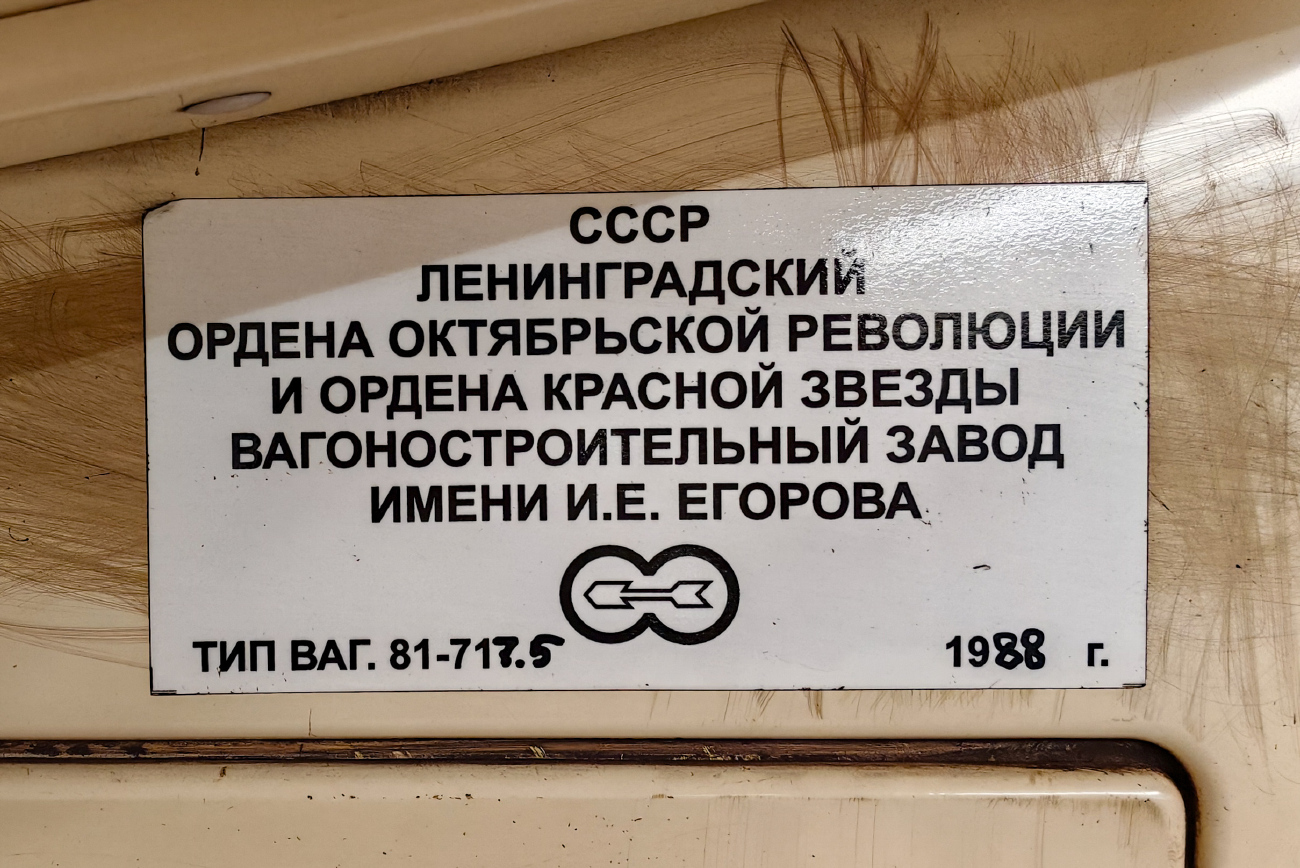 СССР
ЛЕНИНГРАДСКИЙ
ОРДЕНА ОКТЯБРЬСКОЙ РЕВОЛЮЦИИ
И ОРДЕНА КРАСНОЙ ЗВЕЗДЫ
ВАГОНОСТРОИТЕЛЬНЫЙ ЗАВОД
ИМЕНИ И.Е. ЕГОРОВА
ТИП ВАГ. 81-717.5 1988 г.